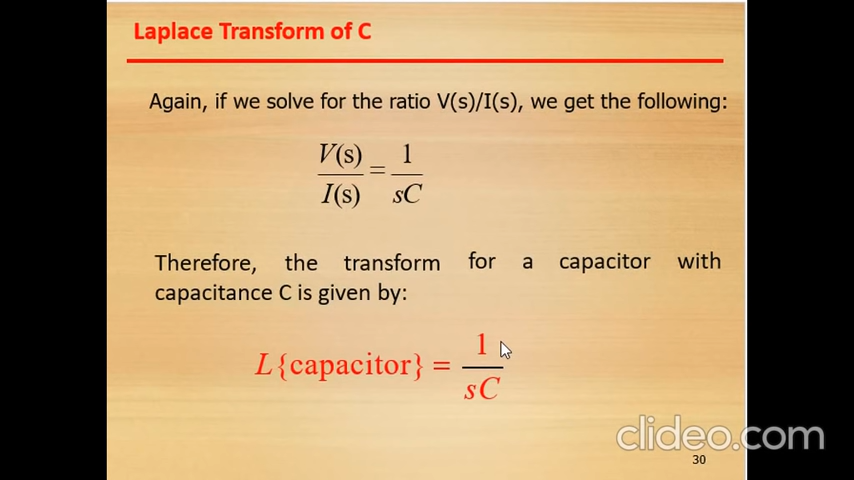 Laplace Transform of C
Again, if we solve for the ratio V(s)/I(s), we get the following:
V(s)/I(s) = 1/sC
Therefore, the transform for a capacitor with
capacitance C is given by:
L{capacitor} = 1/sC
clideo.com
30